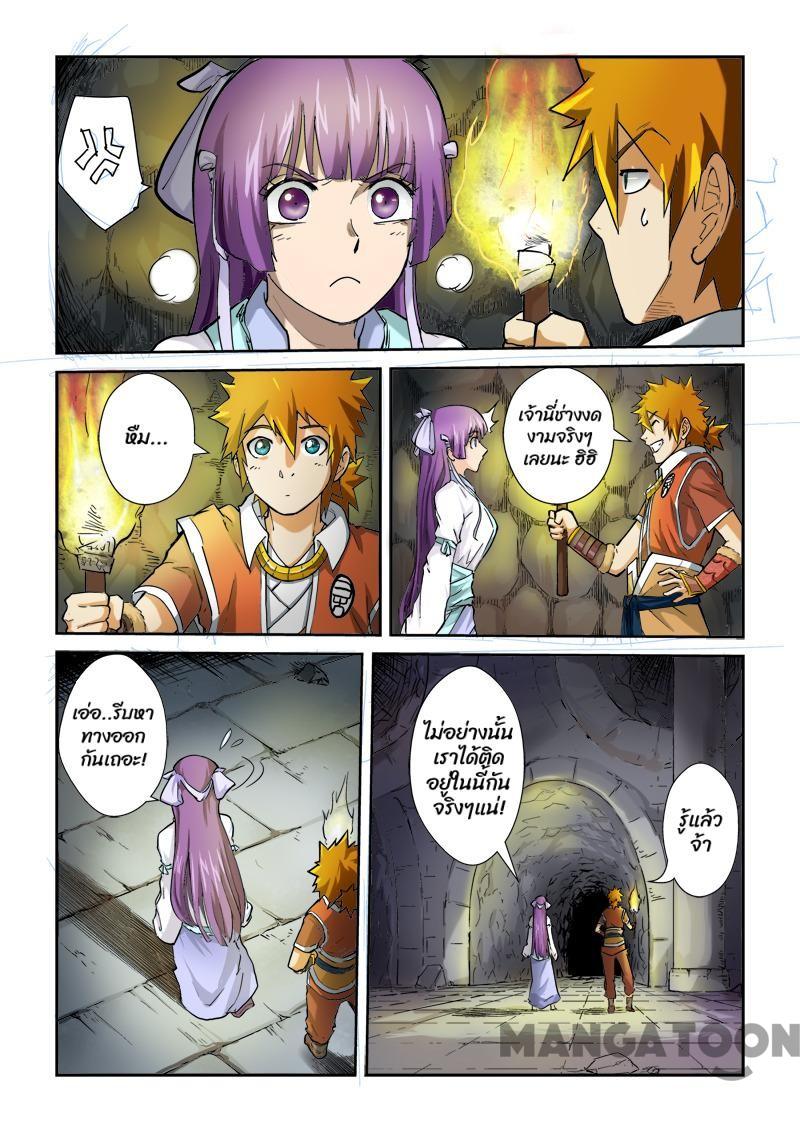 หืม...
เจ้านี่ช่างงด
งามจริงๆ
เลยนะ ฮิฮิ
เอ่อ..รีบหา
ทางออก
กันเถอะ!
ไม่อย่างนั้น
เราได้ติด
อยู่ในนี้กัน
จริงๆแน่!
รู้แล้ว
จ้า
MANGATOON